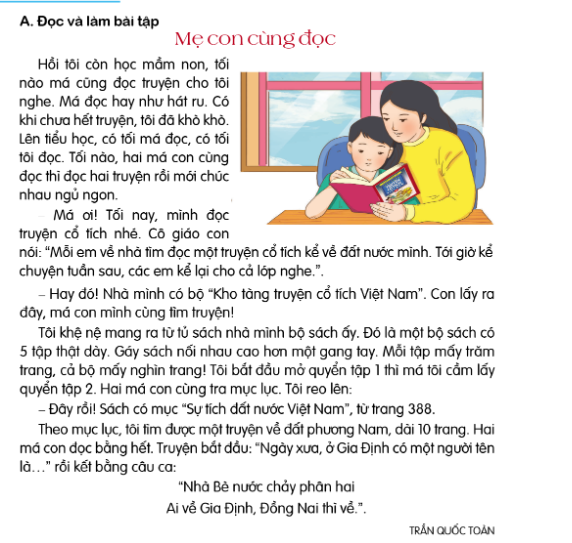 A. Đọc và làm bài tập
Mẹ con cùng đọc
Hồi tôi còn học mầm non, tối
nào má cũng đọc truyện cho tôi
nghe. Má đọc hay như hát ru. Có
khi chưa hết truyện, tôi đã khò khò.
Lên tiểu học, có tối má đọc, có tối
tôi đọc. Tối nào, hai má con cùng
đọc thì đọc hai truyện rồi mới chúc
nhau ngủ ngon.
– Má ơi! Tối nay, mình đọc
truyện cổ tích nhé. Cô giáo con
nói: “Mỗi em về nhà tìm đọc một truyện cổ tích kể về đất nước mình. Tới giờ kể
chuyện tuần sau, các em kể lại cho cả lớp nghe.”.
– Hay đó! Nhà mình có bộ “Kho tàng truyện cổ tích Việt Nam”. Con lấy ra
đây, má con mình cùng tìm truyện!
Tôi khệ nệ mang ra từ tủ sách nhà mình bộ sách ấy. Đó là một bộ sách có
5 tập thật dày. Gáy sách nối nhau cao hơn một gang tay. Mỗi tập mấy trăm
trang, cả bộ mấy nghìn trang! Tôi bắt đầu mở quyển tập 1 thì má tôi cầm lấy
quyển tập 2. Hai má con cùng tra mục lục. Tôi reo lên:
– Đây rồi! Sách có mục “Sự tích đất nước Việt Nam”, từ trang 388.
Theo mục lục, tôi tìm được một truyện về đất phương Nam, dài 10 trang. Hai
má con đọc bằng hết. Truyện bắt đầu: “Ngày xưa, ở Gia Định có một người tên
là...” rồi kết bằng câu ca:
“Nhà Bè nước chảy phân hai
Ai về Gia Định, Đồng Nai thì về.”.
TRẦN QUỐC TOÀN